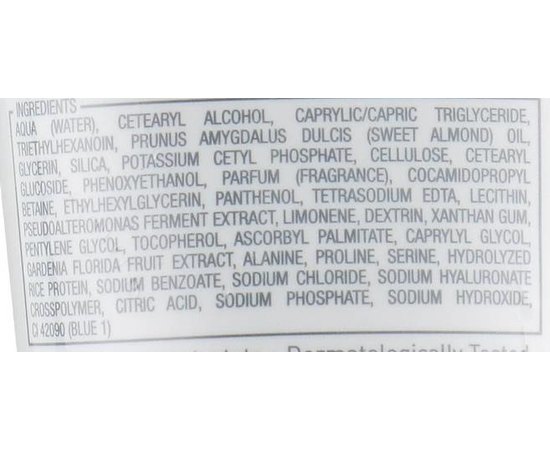 INGREDIENTS
AQUA (WATER), CETEARYL ALCOHOL, CAPRYLIC/CAPRIC TRIGLYCERIDE,
TRIETHYLHEXANOIN, PRUNUS AMYGDALUS DULCIS (SWEET ALMOND) OIL,
GLYCERIN, SILICA, POTASSIUM CETYL PHOSPHATE, CELLULOSE, CETEARYL
GLUCOSIDE, PHENOXYETHANOL, PARFUM (FRAGRANCE), COCAMIDOPROPYL
BETAINE, ETHYLHEXYLGLYCERIN, PANTHENOL, TETRASODIUM EDTA, LECITHIN,
PSEUDOALTEROMONAS FERMENT EXTRACT, LIMONENE, DEXTRIN, XANTHAN GUM,
PENTYLENE GLYCOL, TOCOPHEROL, ASCORBYL PALMITATE, CAPRYLYL GLYCOL,
GARDENIA FLORIDA FRUIT EXTRACT, ALANINE, PROLINE, SERINE, HYDROLYZED
RICE PROTEIN, SODIUM BENZOATE, SODIUM CHLORIDE, SODIUM HYALURONATE
CROSSPOLYMER, CITRIC ACID, SODIUM PHOSPHATE, SODIUM HYDROXIDE,
CI 42090 (BLUE 1)
Dermatologically Tested